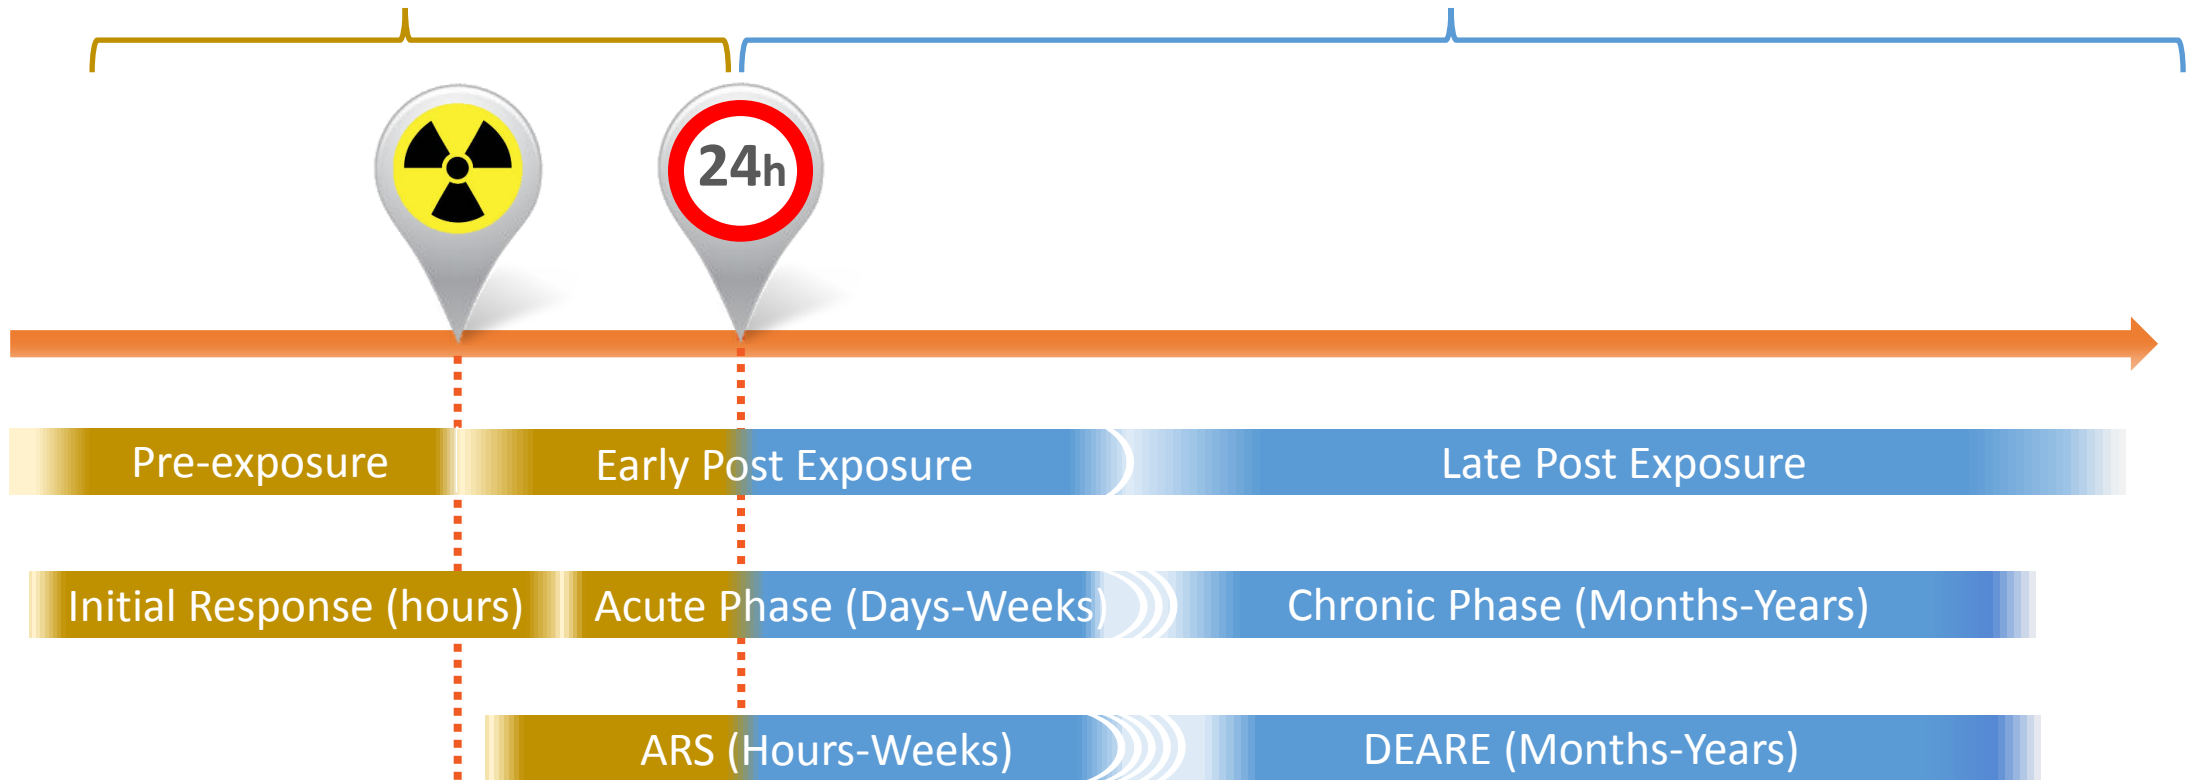 24h
Pre-exposure
Early Post Exposure
Late Post Exposure
Initial Response (hours)
Acute Phase (Days-Weeks)
Chronic Phase (Months-Years)
ARS (Hours-Weeks)
DEARE (Months-Years)